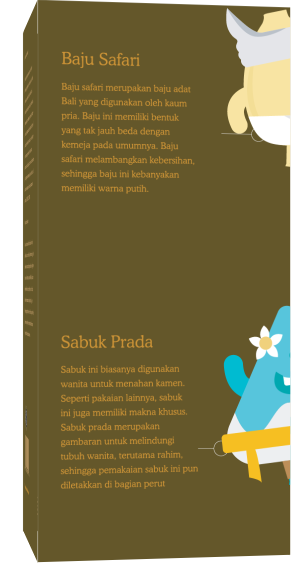 Baju Safari
Baju safari merupakan baju adat
Bali yang digunakan oleh kaum
pria. Baju ini memiliki bentuk
yang tak jauh beda dengan
kemeja pada umumnya. Baju
safari melambangkan kebersihan,
sehingga baju ini kebanyakan
memiliki warna putih.
Sabuk Prada
Sabuk ini biasanya digunakan
wanita untuk menahan kamen.
Seperti pakaian lainnya, sabuk
ini juga memiliki makna khusus.
Sabuk prada merupakan
gambaran untuk melindungi
tubuh wanita, terutama rahim,
sehingga pemakaian sabuk ini pun
diletakkan di bagian perut